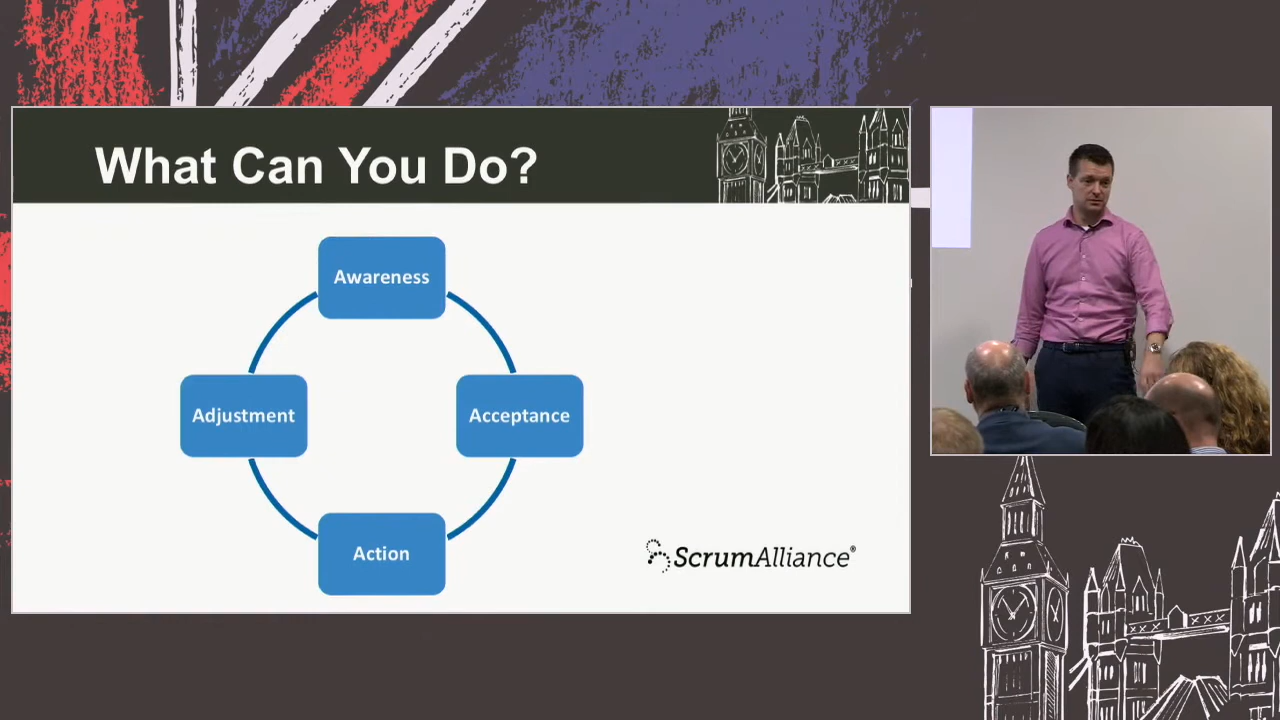 What Can You Do?
Awareness
Adjustment
Acceptance
Action
ScrumAlliance®